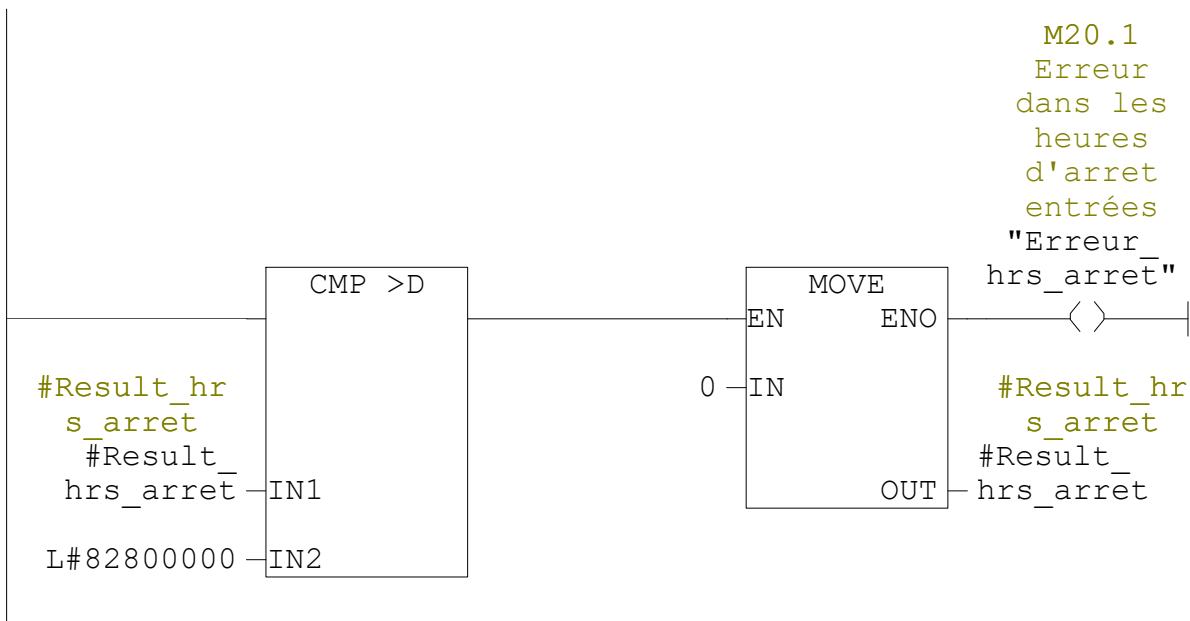 M20.1
Erreur
dans les
heures
d'arret
entrées
"Erreur_
hrs_arret"
CMP >D
MOVE
EN
ENO
#Result_hr
s_arret
#Result_
hrs_arret
IN1
L#82800000
IN2
0
IN
#Result_hr
s_arret
#Result_
hrs_arret
OUT